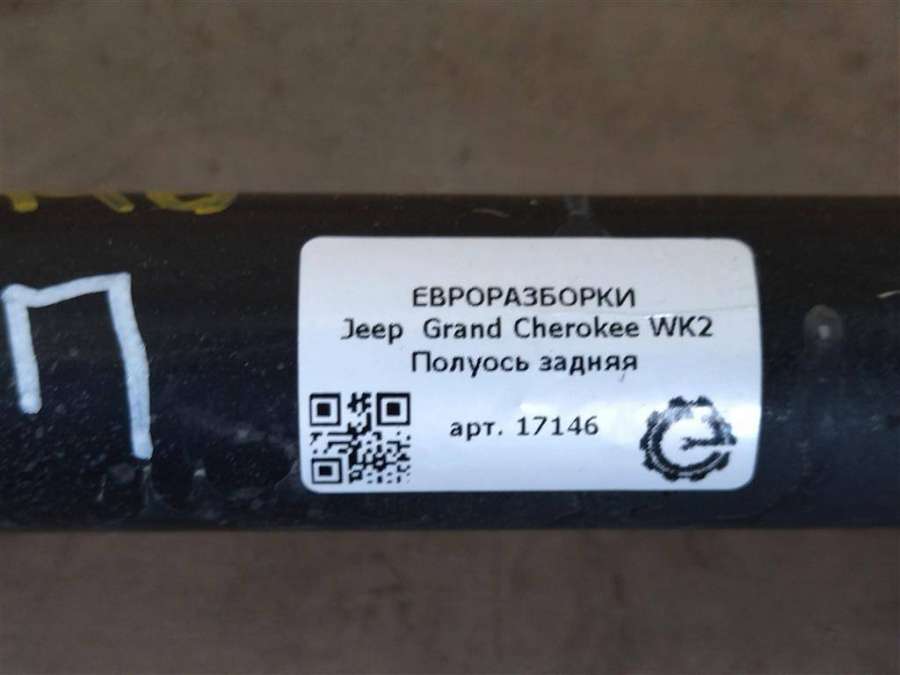 П
ЕВРОРАЗБОРКИ
Jeep Grand Cherokee WK2
Полуось задняя
арт. 17146